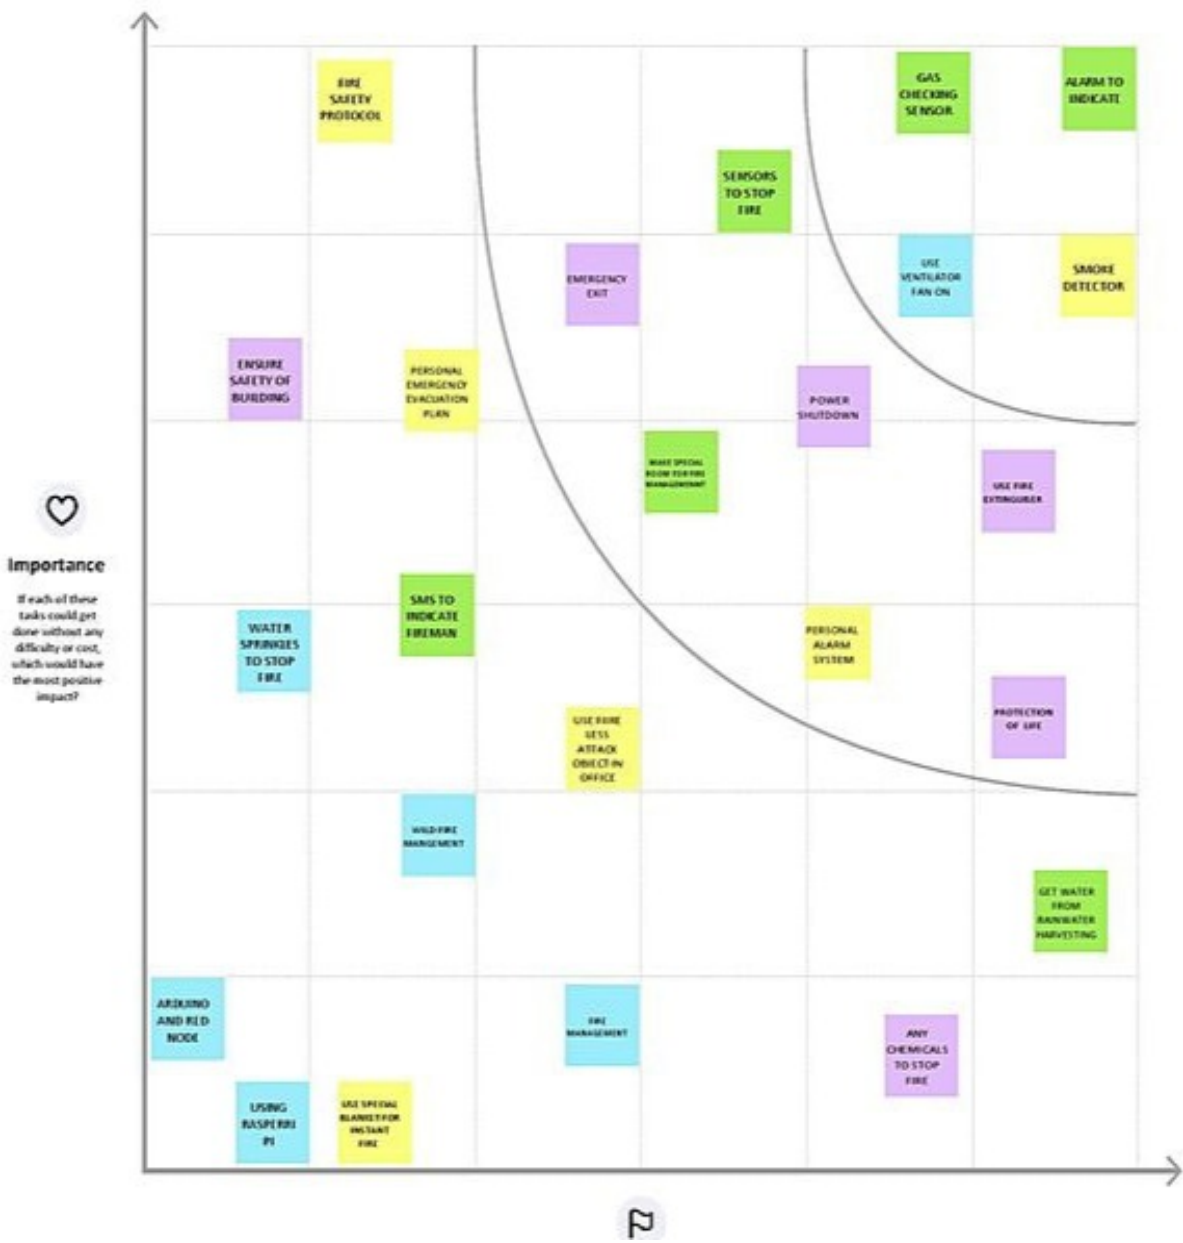 FIRE
SAFETY
PROTOCOL
GAS
CHECKING
SENSOR
ALARM TO
INDICATE
SENSORS
TO STOP
FIRE
EMERGENCY
EXIT
USE
VENTILATOR
FAN ON
SMOKE
DETECTOR
ENSURE
SAFETY OF
BUILDING
PERSONAL
EMERGENCY
EVACUATION
PLAN
POWER
SHUTDOWN
MAKE SPECIAL
ROOM FOR FIRE
USE FIRE
Importance
If each of these
tasks could get
done without any
difficulty or cost,
which would have
the most positive
impact?
SMS TO
INDICATE
FIREMAN
WATER
SPRINKLES
TO STOP
FIRE
PERSONAL
ALARM
SYSTEM
PROTECTION
OF LIFE
USE
LESS
ATTACK
OBJECT IN
OFFICE
WILD FIRE
MANGEMENT
GET WATER
FROM
RAINWATER
HARVESTING
ARDUINO
AND RED
NODE
FIRE
MANAGEMENT
ANY
CHEMICALS
TO STOP
FIRE
USING
RASPERRI
PI
USE SPECIAL
BLANKET FOR
INSTANT
FIRE